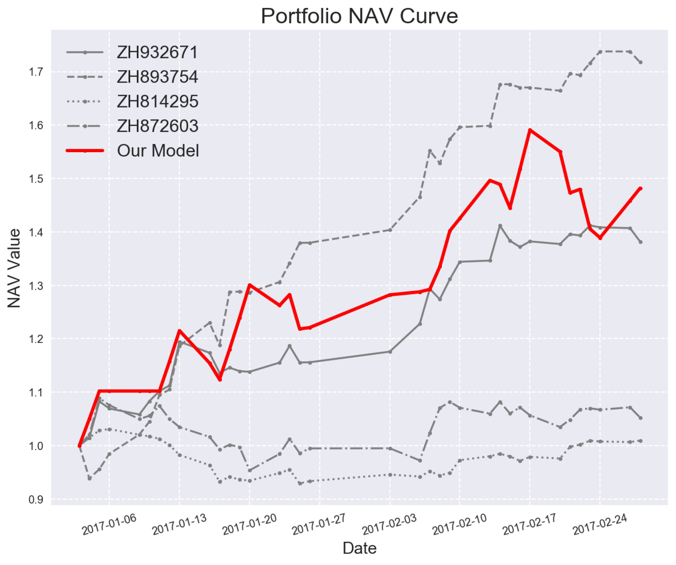 Portfolio NAV Curve
ZH932671
ZH893754
ZH814295
ZH872603
Our Model
NAV Value
1.7
1.6
1.5
1.4
1.3
1.2
1.1
1.0
0.9
2017-01-06 2017-01-13 2017-01-20 2017-01-27 2017-02-03 2017-02-10 2017-02-17 2017-02-24
Date